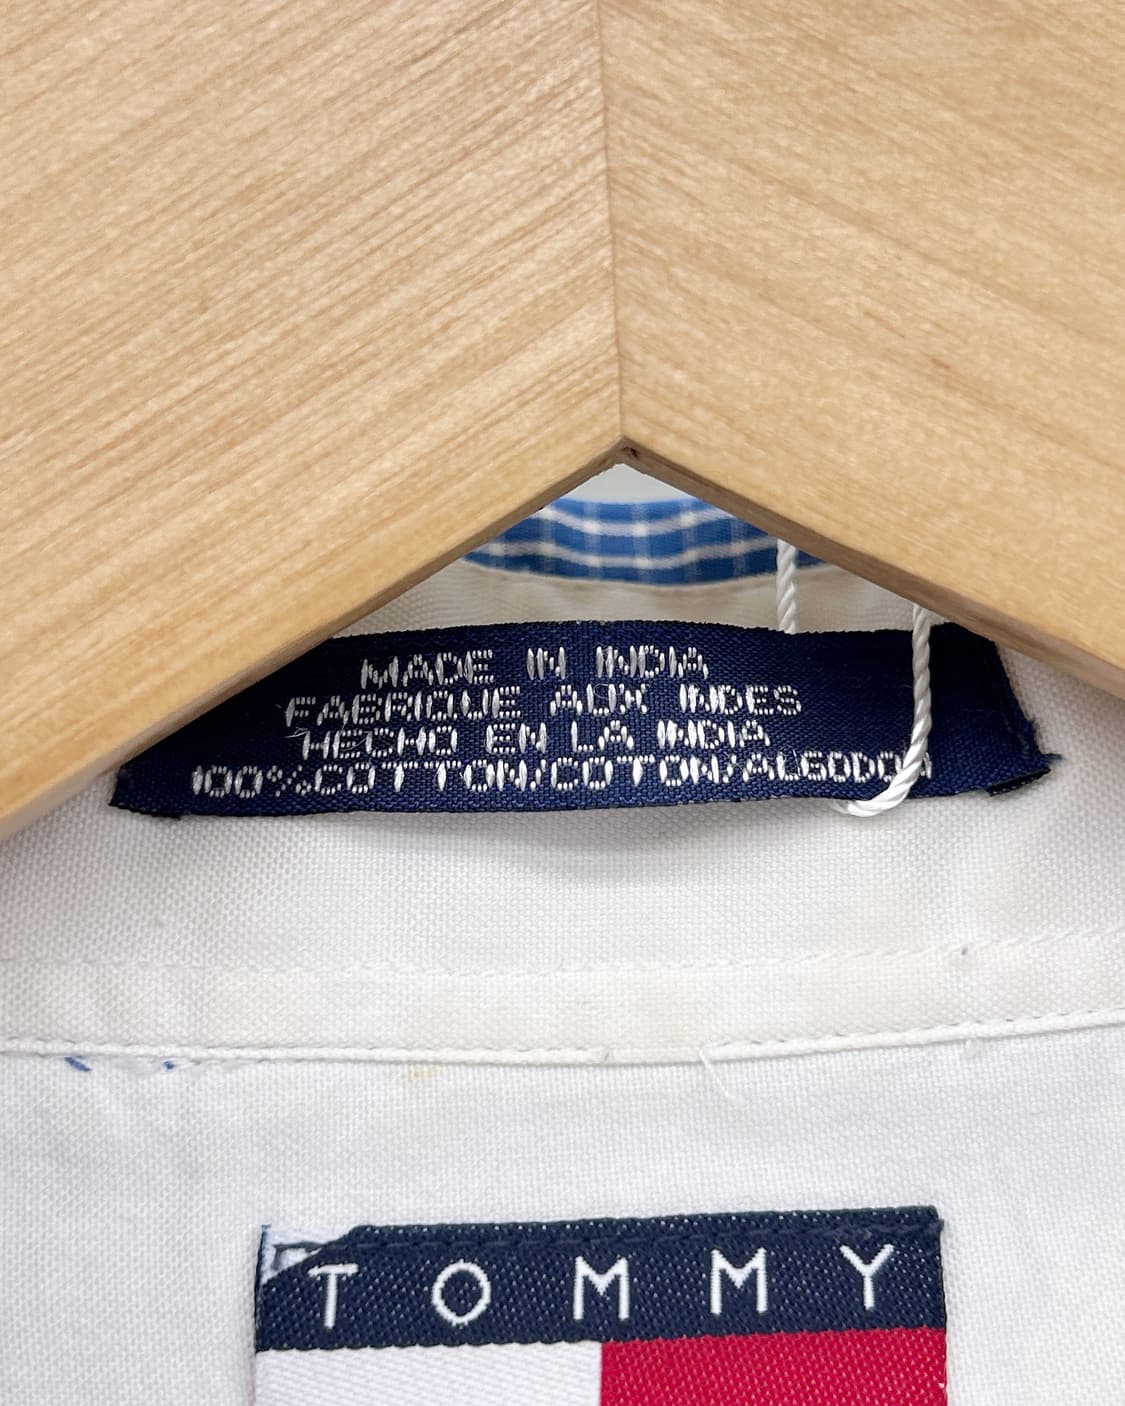 MADE IN INDIA
FABRIQUE AUX INDES
HECHO EN LA INDIA
100%COTTON/COTON/ALGODON
TOMMY